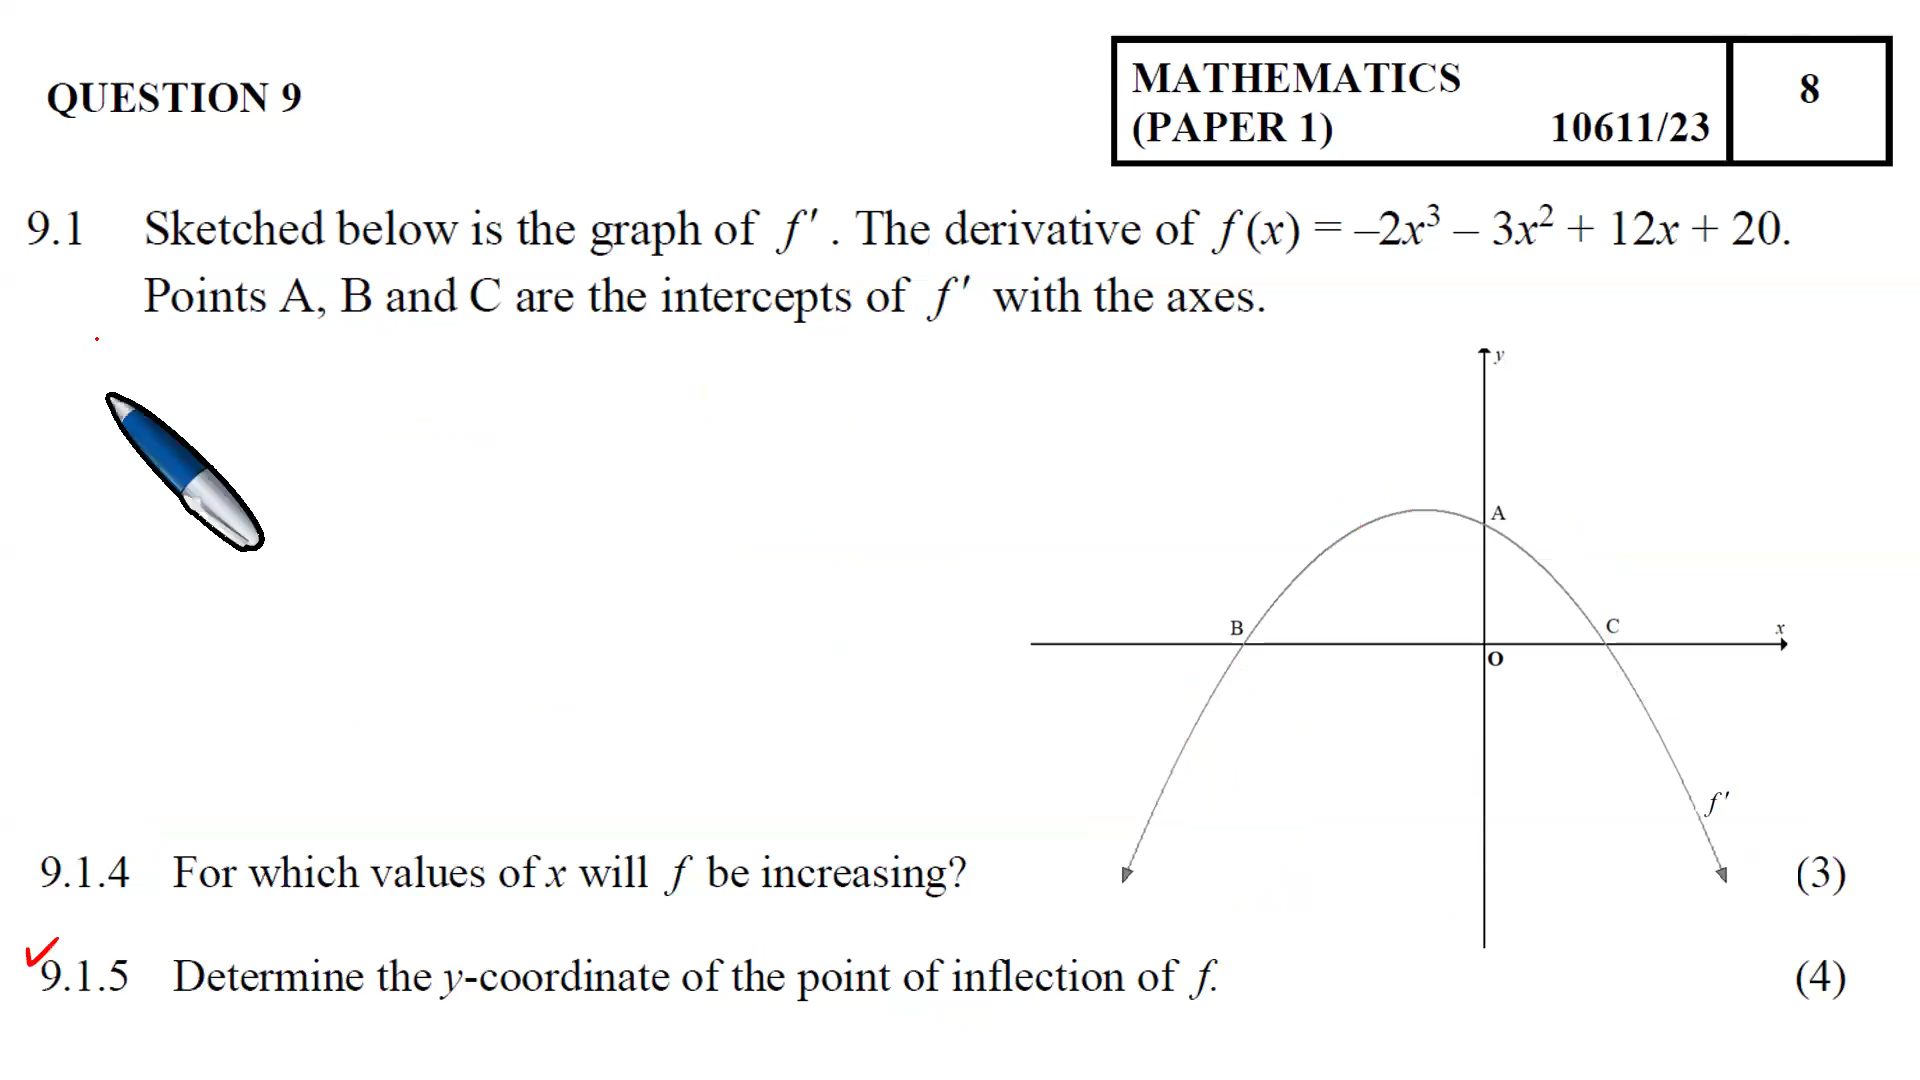 QUESTION 9
MATHEMATICS
(PAPER 1) 10611/23
8
9.1 Sketched below is the graph of f′ . The derivative of f (x) = –2x³ – 3x² + 12x + 20.
Points A, B and C are the intercepts of f′ with the axes.
y
A
B
C
x
O
f′
9.1.4 For which values of x will f be increasing? (3)
9.1.5 Determine the y-coordinate of the point of inflection of f. (4)